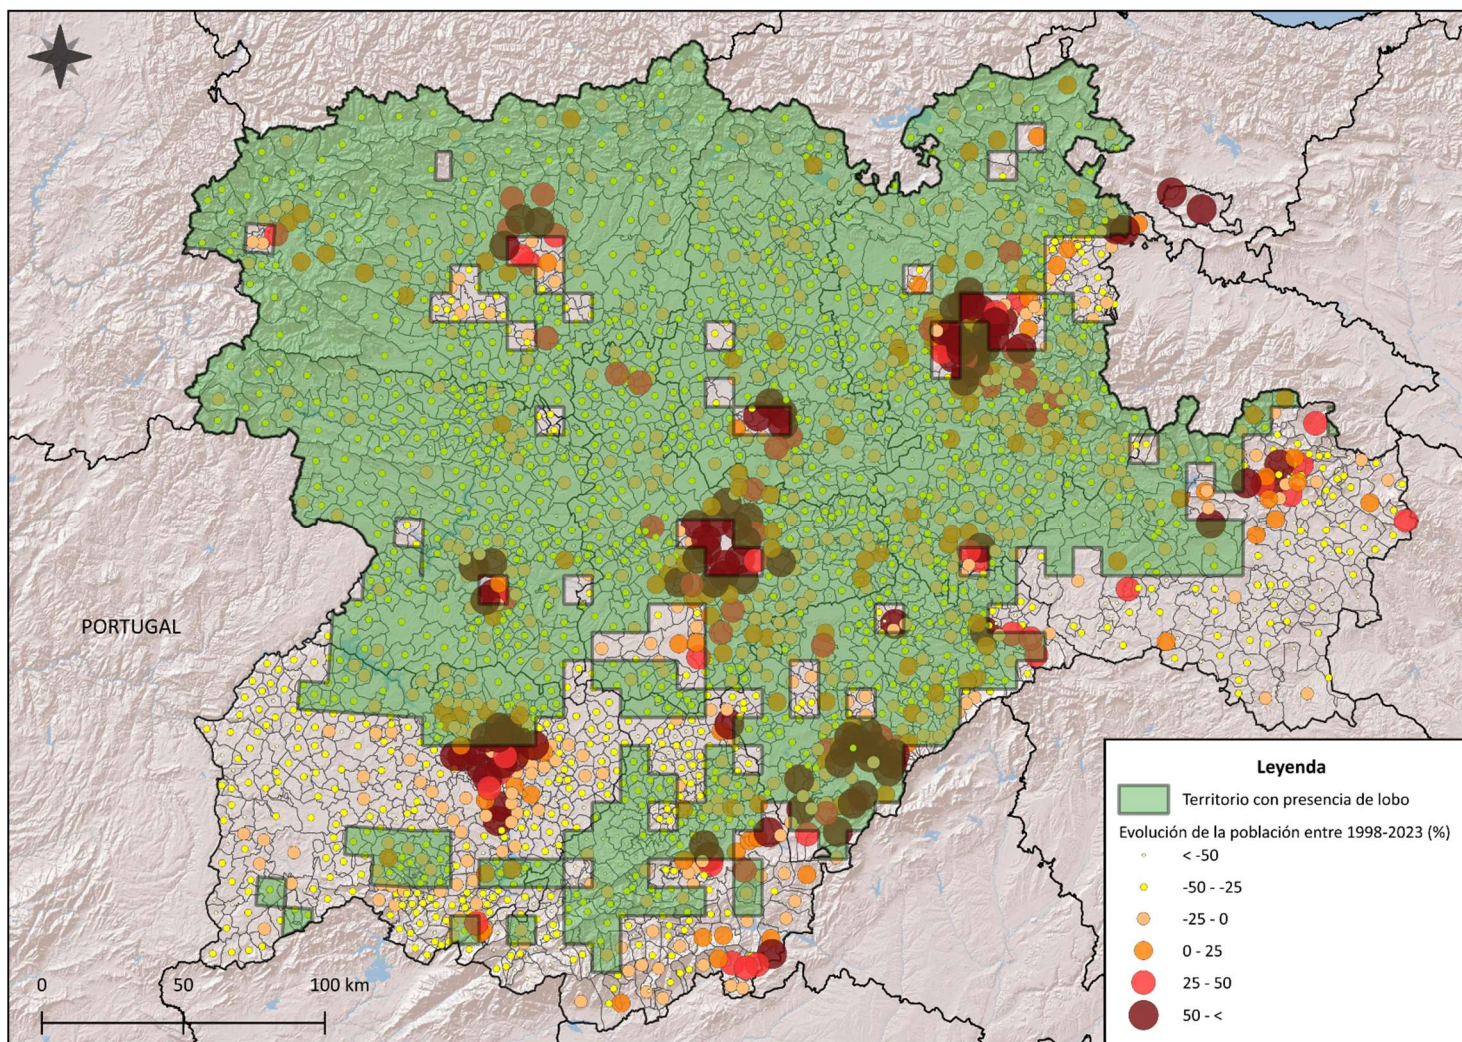 PORTUGAL
0 50 100 km
Leyenda
Territorio con presencia de lobo
Evolución de la población entre 1998-2023 (%)
< -50
-50 - -25
-25 - 0
0 - 25
25 - 50
50 - <